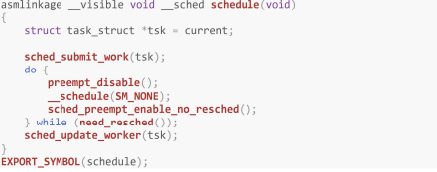 asmlinkage __visible void __sched schedule(void)
{
    struct task_struct *tsk = current;

    sched_submit_work(tsk);
    do {
        preempt_disable();
        __schedule(SM_NONE);
        sched_preempt_enable_no_resched();
    } while (need_resched());
    sched_update_worker(tsk);
}
EXPORT_SYMBOL(schedule);